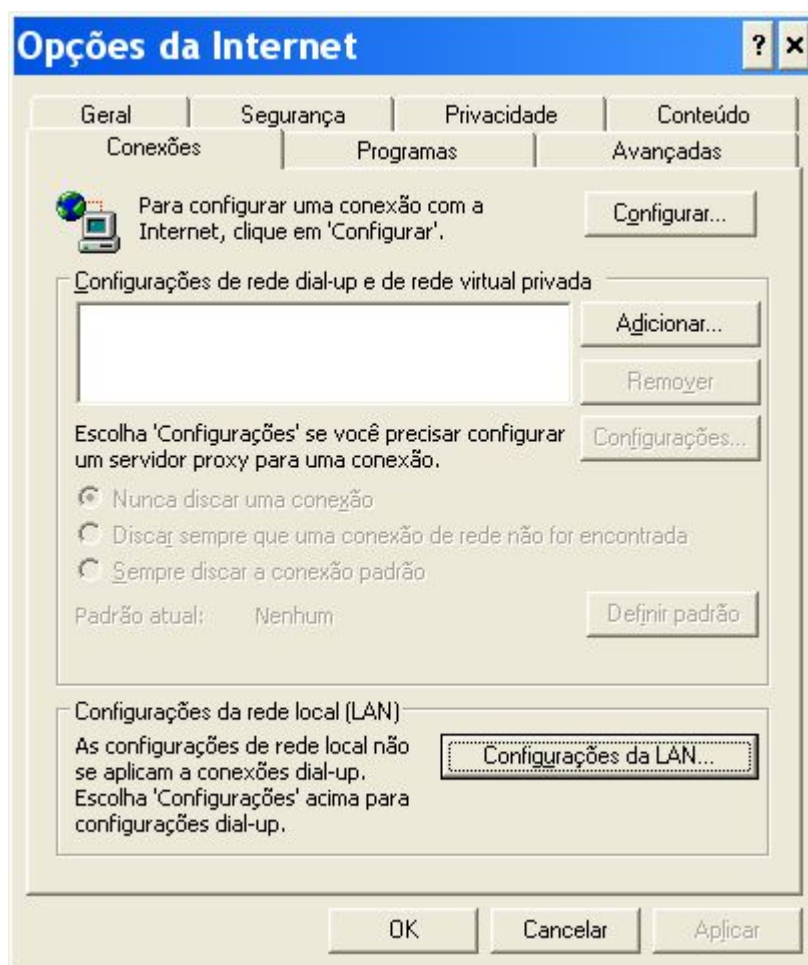 Opções da Internet
Geral
Segurança
Privacidade
Conteúdo
Conexões
Programas
Avançadas
Para configurar uma conexão com a
Internet, clique em 'Configurar'.
Configurar...
Configurações de rede dial-up e de rede virtual privada
Adicionar...
Remover
Escolha 'Configurações' se você precisar configurar
um servidor proxy para uma conexão.
Configurações...
Nunca discar uma conexão
Discar sempre que uma conexão de rede não for encontrada
Sempre discar a conexão padrão
Padrão atual: Nenhum
Definir padrão
Configurações da rede local (LAN)
As configurações de rede local não
se aplicam a conexões dial-up.
Escolha 'Configurações' acima para
configurações dial-up.
Configurações da LAN...
OK
Cancelar
Aplicar